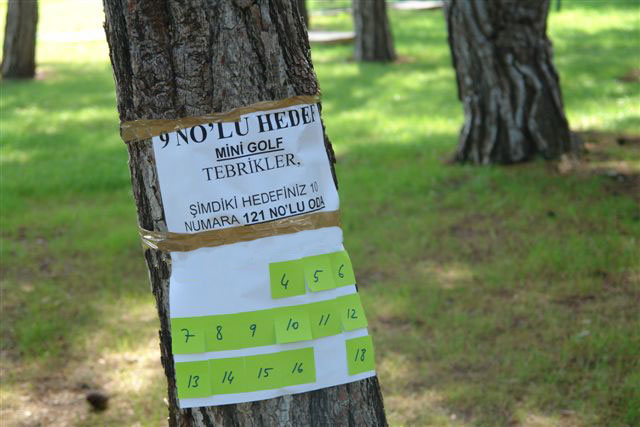 9 NO'LU HEDEF
MİNİ GOLF
TEBRİKLER,
ŞİMDİKİ HEDEFİNİZ 10
NUMARA 121 NO'LU ODA
4 5 6
7 8 9 10 11 12
13 14 15 16 18